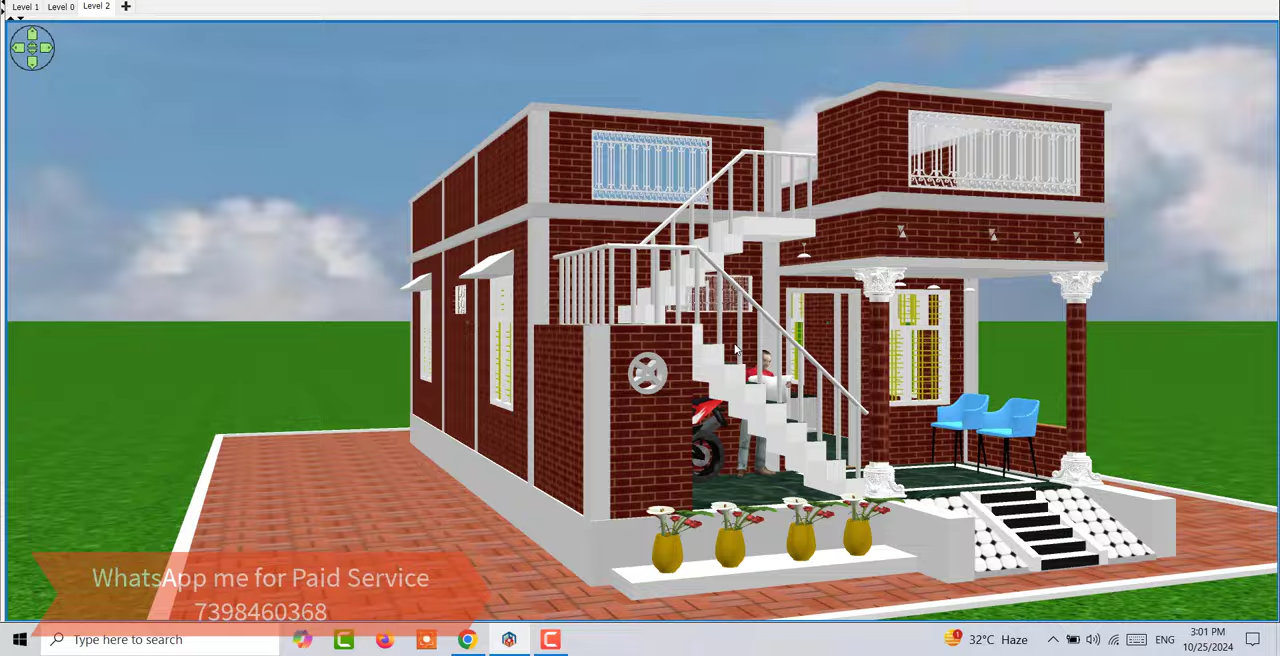 Level 1 Level 0 Level 2
WhatsApp me for Paid Service
7398460368
Type here to search
1
32°C Haze
ENG
3:01 PM
10/25/2024